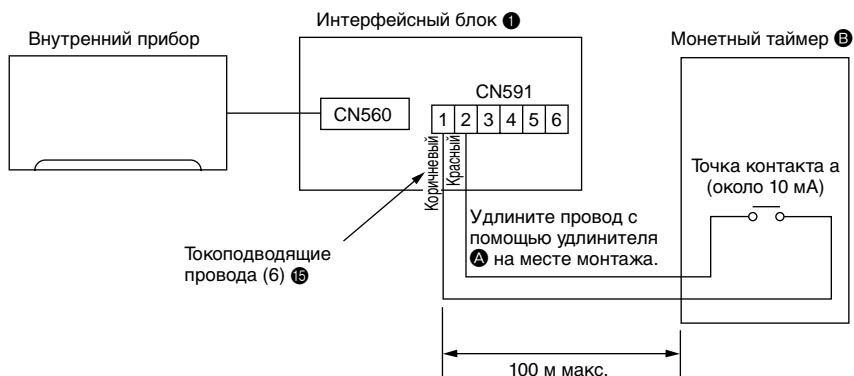 Интерфейсный блок ❶
Внутренний прибор
Монетный таймер Ⓑ
CN560
CN591
1 2 3 4 5 6
Коричневый
Красный
Точка контакта а
(около 10 мА)
Удлините провод с
помощью удлинителя
Ⓐ на месте монтажа.
Токоподводящие
провода (6) ⓯
100 м макс.